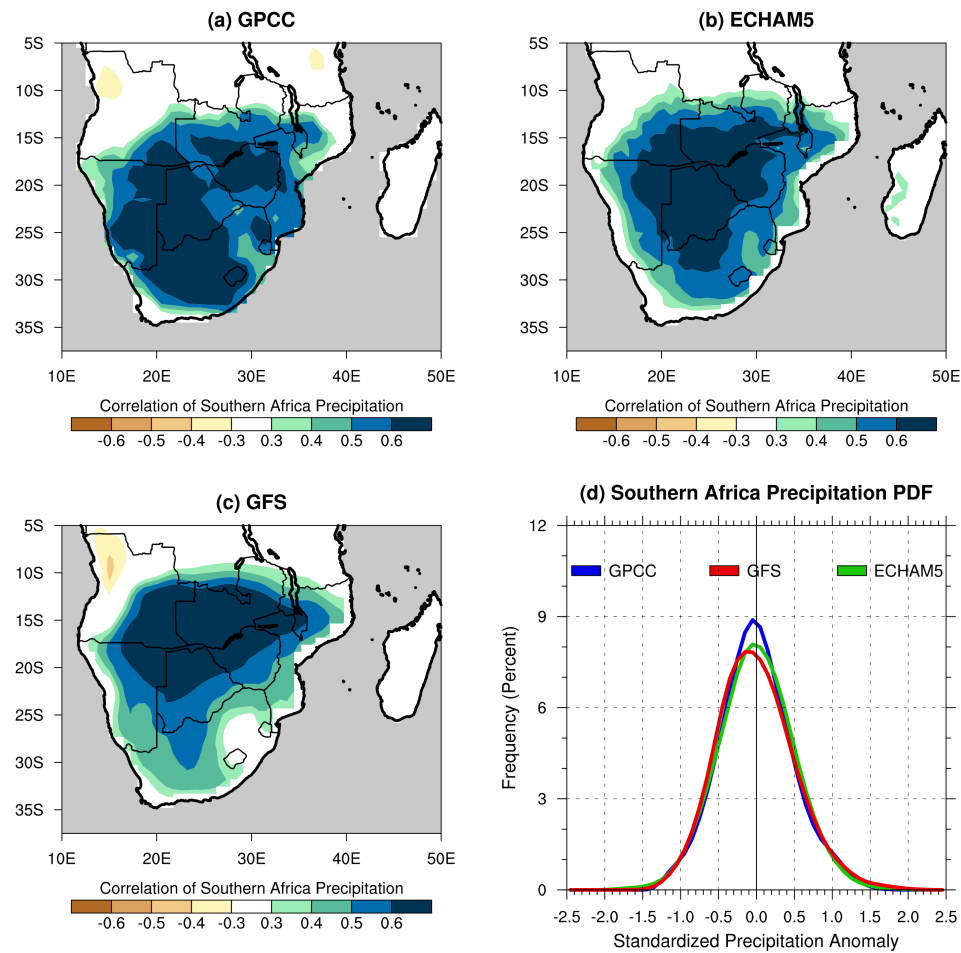 (a) GPCC
5S
10S
15S
20S
25S
30S
35S
10E 20E 30E 40E 50E
Correlation of Southern Africa Precipitation
-0.6 -0.5 -0.4 -0.3 0.3 0.4 0.5 0.6
(b) ECHAM5
5S
10S
15S
20S
25S
30S
35S
10E 20E 30E 40E 50E
Correlation of Southern Africa Precipitation
-0.6 -0.5 -0.4 -0.3 0.3 0.4 0.5 0.6
(c) GFS
5S
10S
15S
20S
25S
30S
35S
10E 20E 30E 40E 50E
Correlation of Southern Africa Precipitation
-0.6 -0.5 -0.4 -0.3 0.3 0.4 0.5 0.6
(d) Southern Africa Precipitation PDF
12
9
6
3
0
Frequency (Percent)
GPCC GFS ECHAM5
-2.5 -2.0 -1.5 -1.0 -0.5 0.0 0.5 1.0 1.5 2.0 2.5
Standardized Precipitation Anomaly